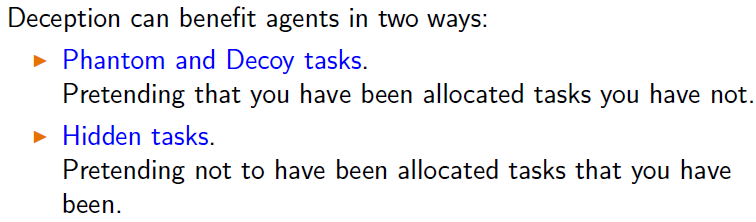 Deception can benefit agents in two ways:
▶ Phantom and Decoy tasks.
Pretending that you have been allocated tasks you have not.
▶ Hidden tasks.
Pretending not to have been allocated tasks that you have
been.